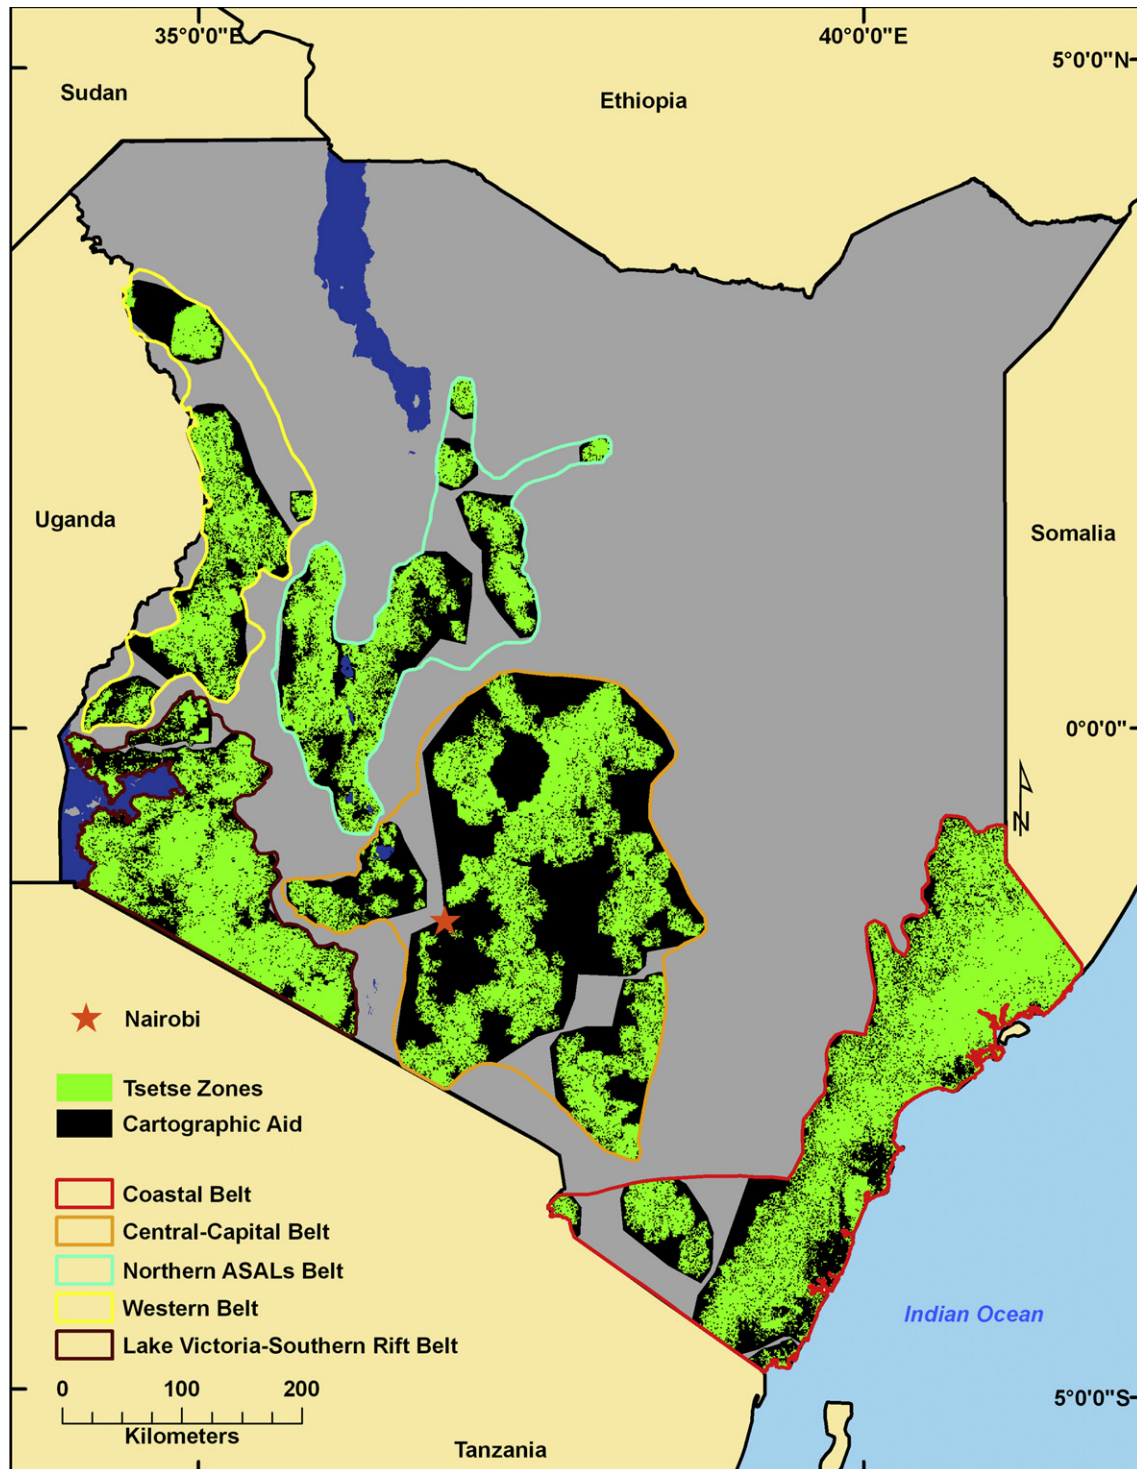 35°0'0"E
40°0'0"E
5°0'0"N
Sudan
Ethiopia
Uganda
Somalia
0°0'0"
N
Nairobi
Tsetse Zones
Cartographic Aid
Coastal Belt
Central-Capital Belt
Northern ASALs Belt
Western Belt
Lake Victoria-Southern Rift Belt
Indian Ocean
0 100 200
Kilometers
5°0'0"S
Tanzania